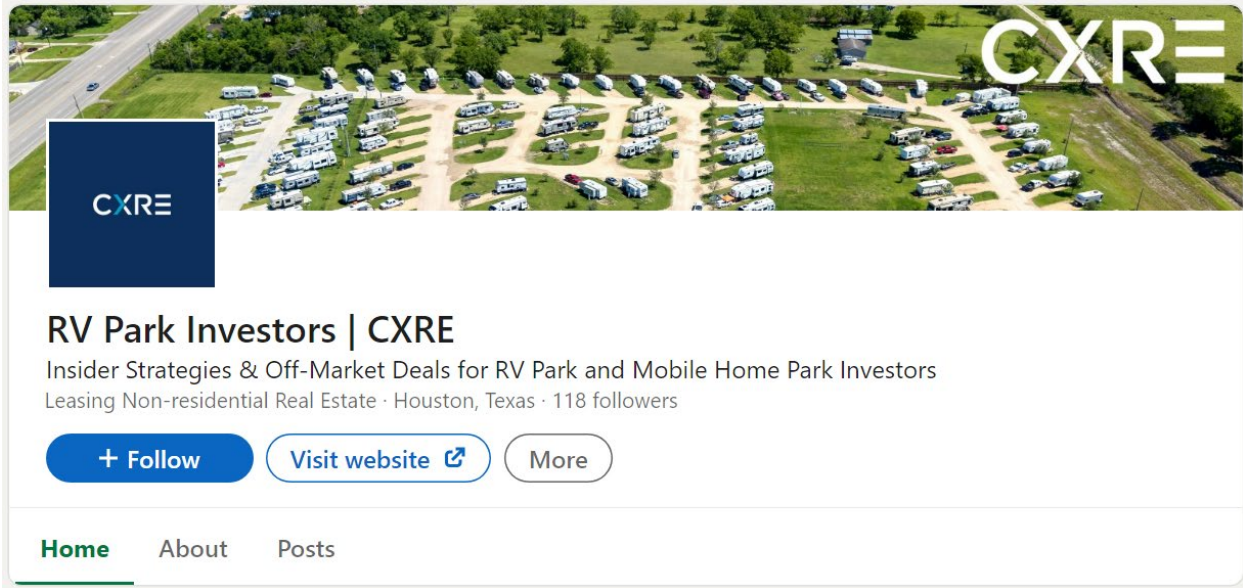 CXRE
CXRE
RV Park Investors | CXRE
Insider Strategies & Off-Market Deals for RV Park and Mobile Home Park Investors
Leasing Non-residential Real Estate · Houston, Texas · 118 followers
+ Follow
Visit website
More
Home
About
Posts